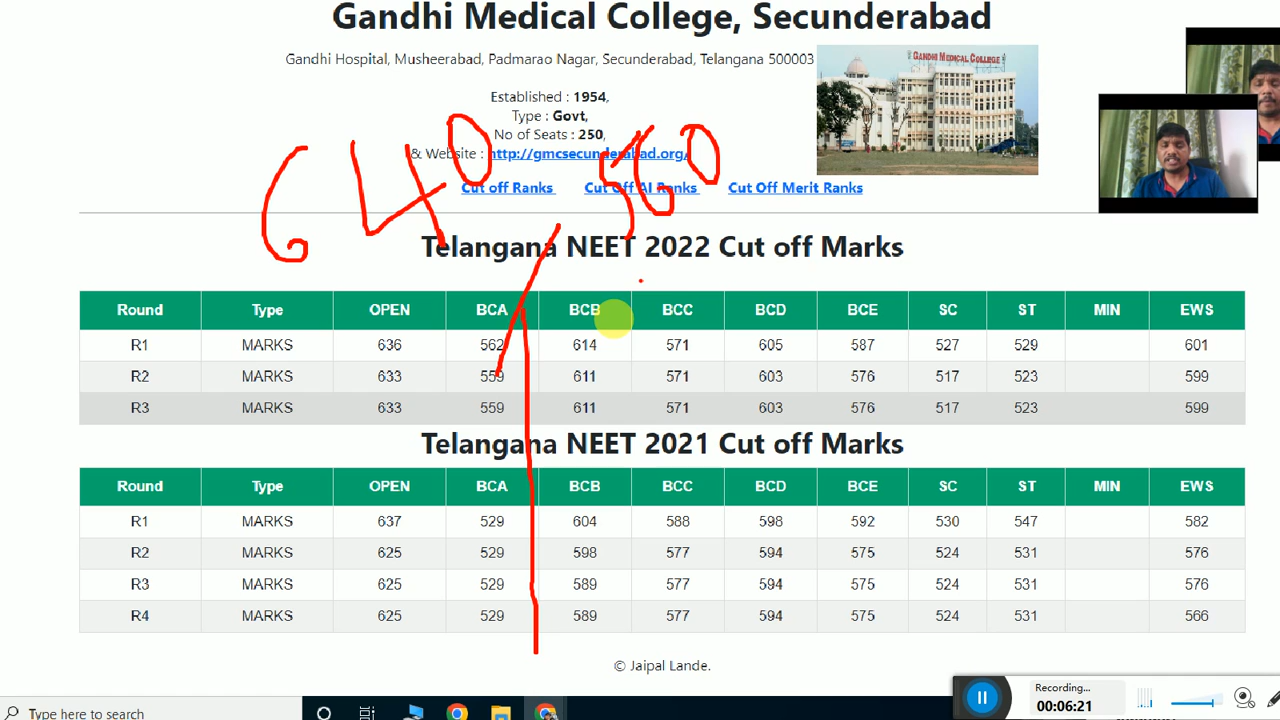 Gandhi Medical College, Secunderabad
Gandhi Hospital, Musheerabad, Padmarao Nagar, Secunderabad, Telangana 500003
GANDHI MEDICAL COLLEGE
Established : 1954,
Type : Govt,
No of Seats : 250,
& Website : http://gmcsecunderabad.org/
640
Cut off Ranks Cut Off AI Ranks Cut Off Merit Ranks
Telangana NEET 2022 Cut off Marks
Round Type OPEN BCA BCB BCC BCD BCE SC ST MIN EWS
R1 MARKS 636 562 614 571 605 587 527 529 601
R2 MARKS 633 559 611 571 603 576 517 523 599
R3 MARKS 633 559 611 571 603 576 517 523 599
Telangana NEET 2021 Cut off Marks
Round Type OPEN BCA BCB BCC BCD BCE SC ST MIN EWS
R1 MARKS 637 529 604 588 598 592 530 547 582
R2 MARKS 625 529 598 577 594 575 524 531 576
R3 MARKS 625 529 589 577 594 575 524 531 576
R4 MARKS 625 529 589 577 594 575 524 531 566
© Jaipal Lande.
Recording...
00:06:21
Type here to search